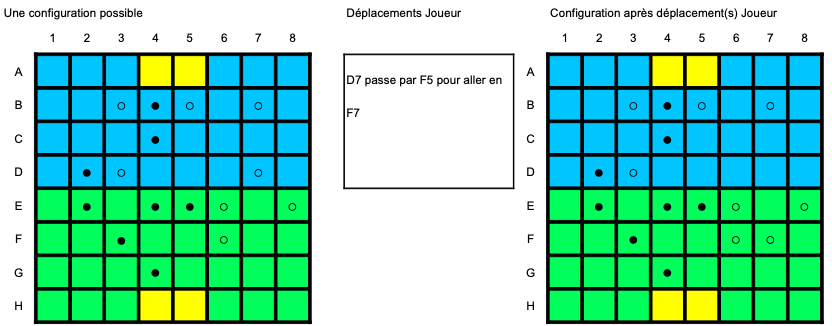 Une configuration possible
Déplacements Joueur
Configuration après déplacement(s) Joueur
1 2 3 4 5 6 7 8
1 2 3 4 5 6 7 8
A
B
C
D
E
F
G
H
D7 passe par F5 pour aller en
F7
A
B
C
D
E
F
G
H